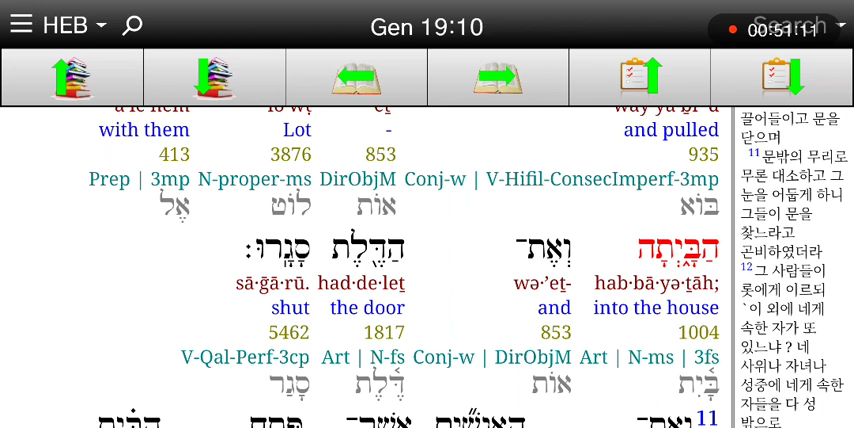 HEB
Gen 19:10
Search
00:51:11
with them Lot - and pulled
413 3876 853 935
Prep | 3mp N-proper-ms DirObjM Conj-w | V-Hifil-ConsecImperf-3mp
אֶל לוֹט אוֹת בּוֹא
הַבָּ֑יְתָה וְאֶת־ הַדֶּ֖לֶת סָגָֽרוּ׃
sā·ḡā·rū. had·de·leṯ wə·’eṯ- hab·bā·yə·ṯāh;
shut the door and into the house
5462 1817 853 1004
V-Qal-Perf-3cp Art | N-fs Conj-w | DirObjM Art | N-ms | 3fs
בַּ֫יִת אוֹת דֶּ֫לֶת סָגַר
11
끌어들이고 문을
닫으며
11문밖의 무리로
무론 대소하고 그
눈을 어둡게 하니
그들이 문을
찾느라고
곤비하였더라
12그 사람들이
롯에게 이르되
`이 외에 네게
속한 자가 또
있느냐 ? 네
사위나 자녀나
성중에 네게 속한
자들을 다 성
밖으로